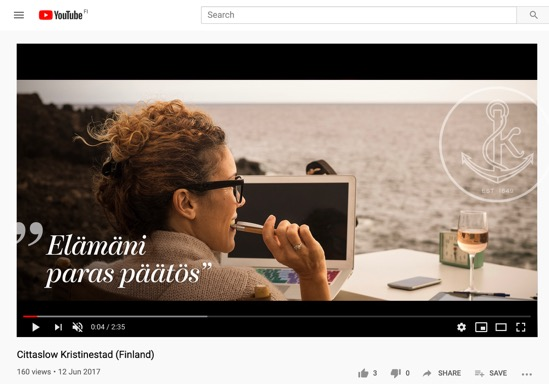 YouTube FI
Search
k
EST 1649
”Elämäni
paras päätös”
0:04 / 2:35
Cittaslow Kristinestad (Finland)
160 views • 12 Jun 2017
3
0
SHARE
SAVE